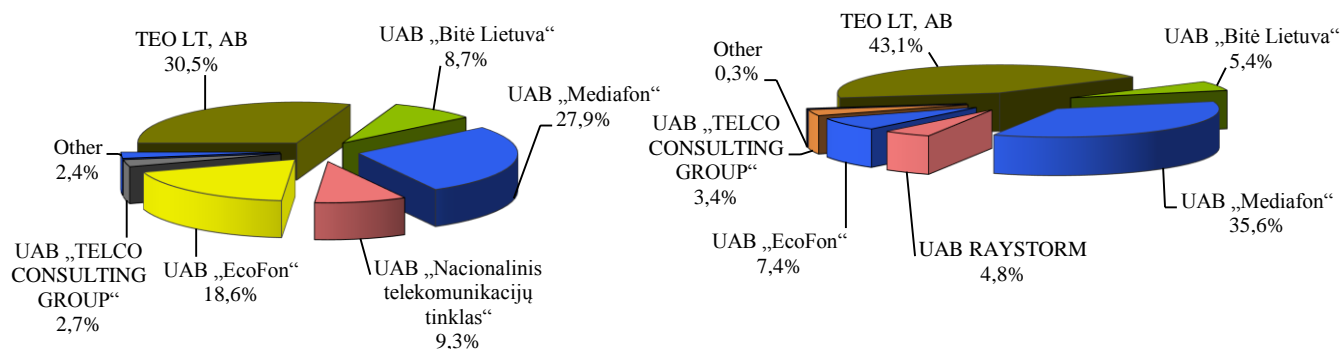 TEO LT, AB
30,5%
UAB „Bitė Lietuva“
8,7%
UAB „Mediafon“
27,9%
Other
2,4%
UAB „TELCO
CONSULTING
GROUP“
2,7%
UAB „EcoFon“
18,6%
UAB „Nacionalinis
telekomunikacijų
tinklas“
9,3%
TEO LT, AB
43,1%
UAB „Bitė Lietuva“
5,4%
Other
0,3%
UAB „TELCO
CONSULTING
GROUP“
3,4%
UAB „EcoFon“
7,4%
UAB RAYSTORM
4,8%
UAB „Mediafon“
35,6%